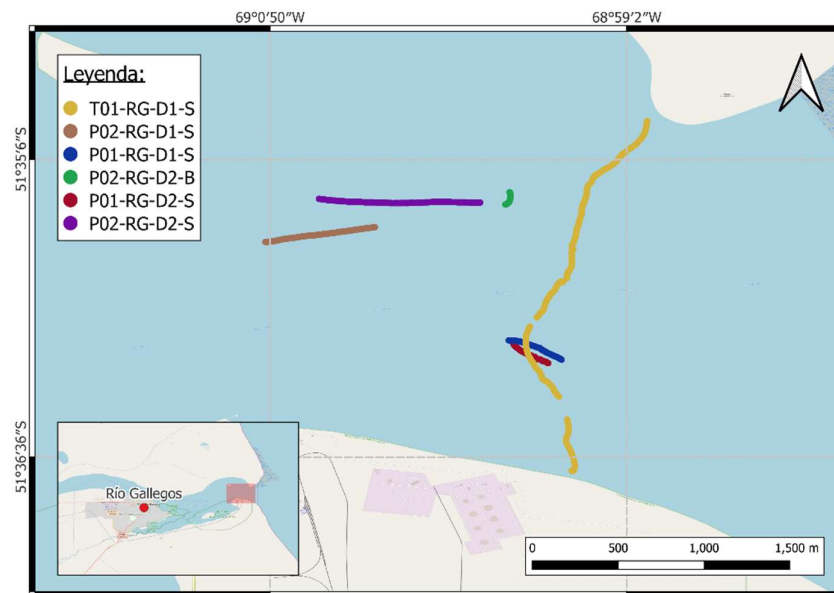 69°0′50″W 68°59′2″W
51°35′6″S
51°36′36″S
Leyenda:
T01-RG-D1-S
P02-RG-D1-S
P01-RG-D1-S
P02-RG-D2-B
P01-RG-D2-S
P02-RG-D2-S
Río Gallegos
0 500 1,000 1,500 m